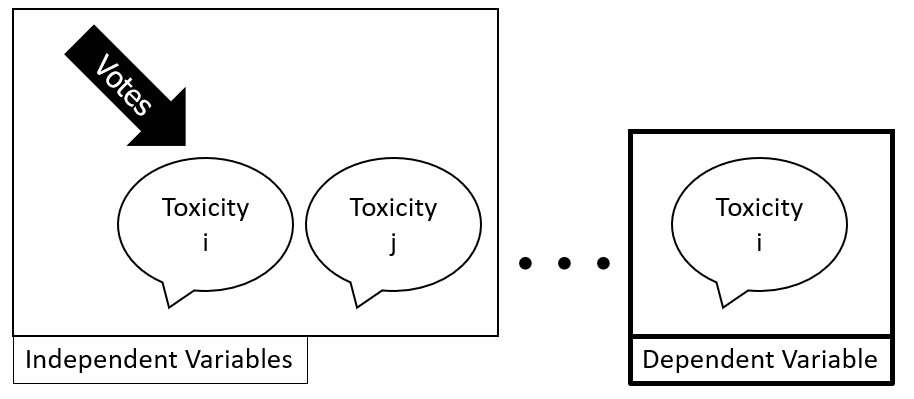 Votes
Toxicity
i
Toxicity
j
Toxicity
i
Independent Variables
Dependent Variable